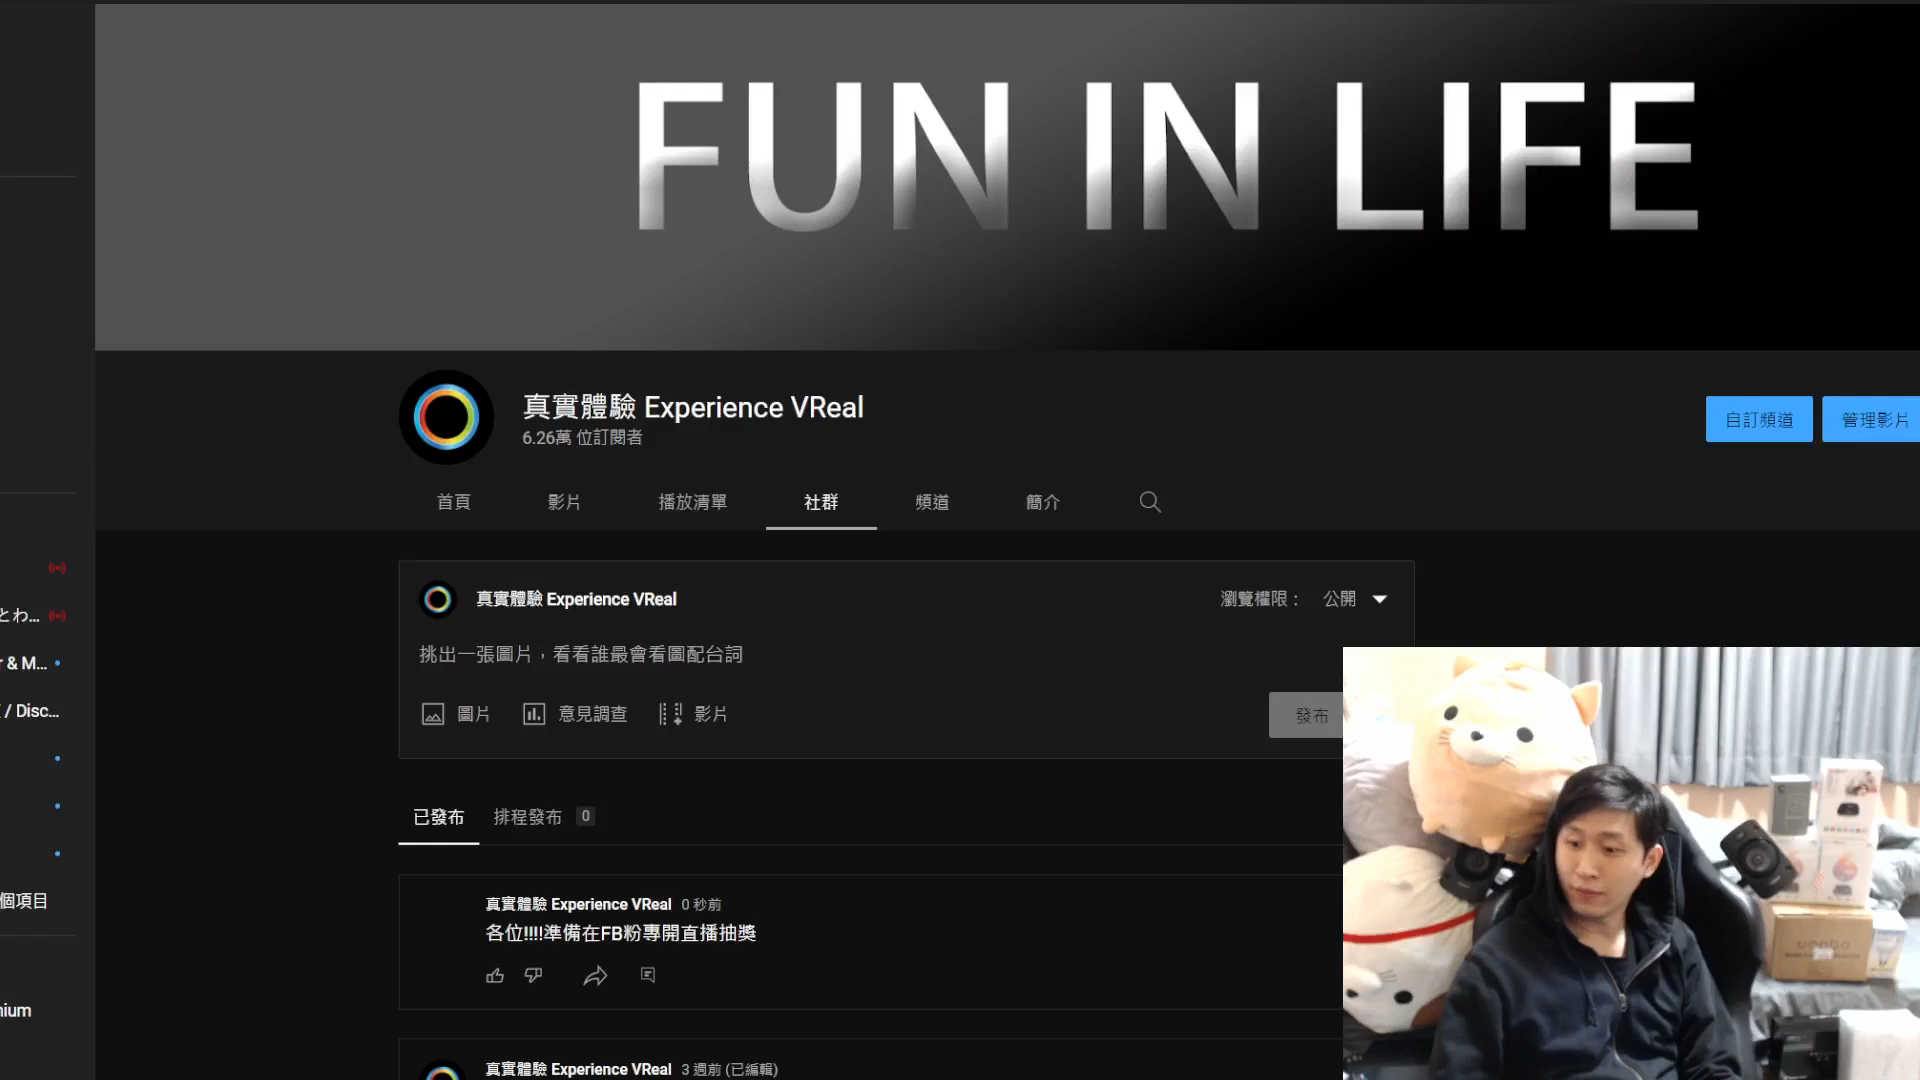 FUN IN LIFE
真實體驗 Experience VReal
6.26萬 位訂閱者
自訂頻道
管理影片
首頁
影片
播放清單
社群
頻道
簡介
とわ...
r & M...
/ Disc...
個項目
nium
真實體驗 Experience VReal
瀏覽權限：
公開
挑出一張圖片，看看誰最會看圖配台詞
圖片
意見調查
影片
發布
已發布
排程發布 0
真實體驗 Experience VReal 0 秒前
各位!!!!準備在FB粉專開直播抽獎
真實體驗 Experience VReal 3 週前 (已編輯)